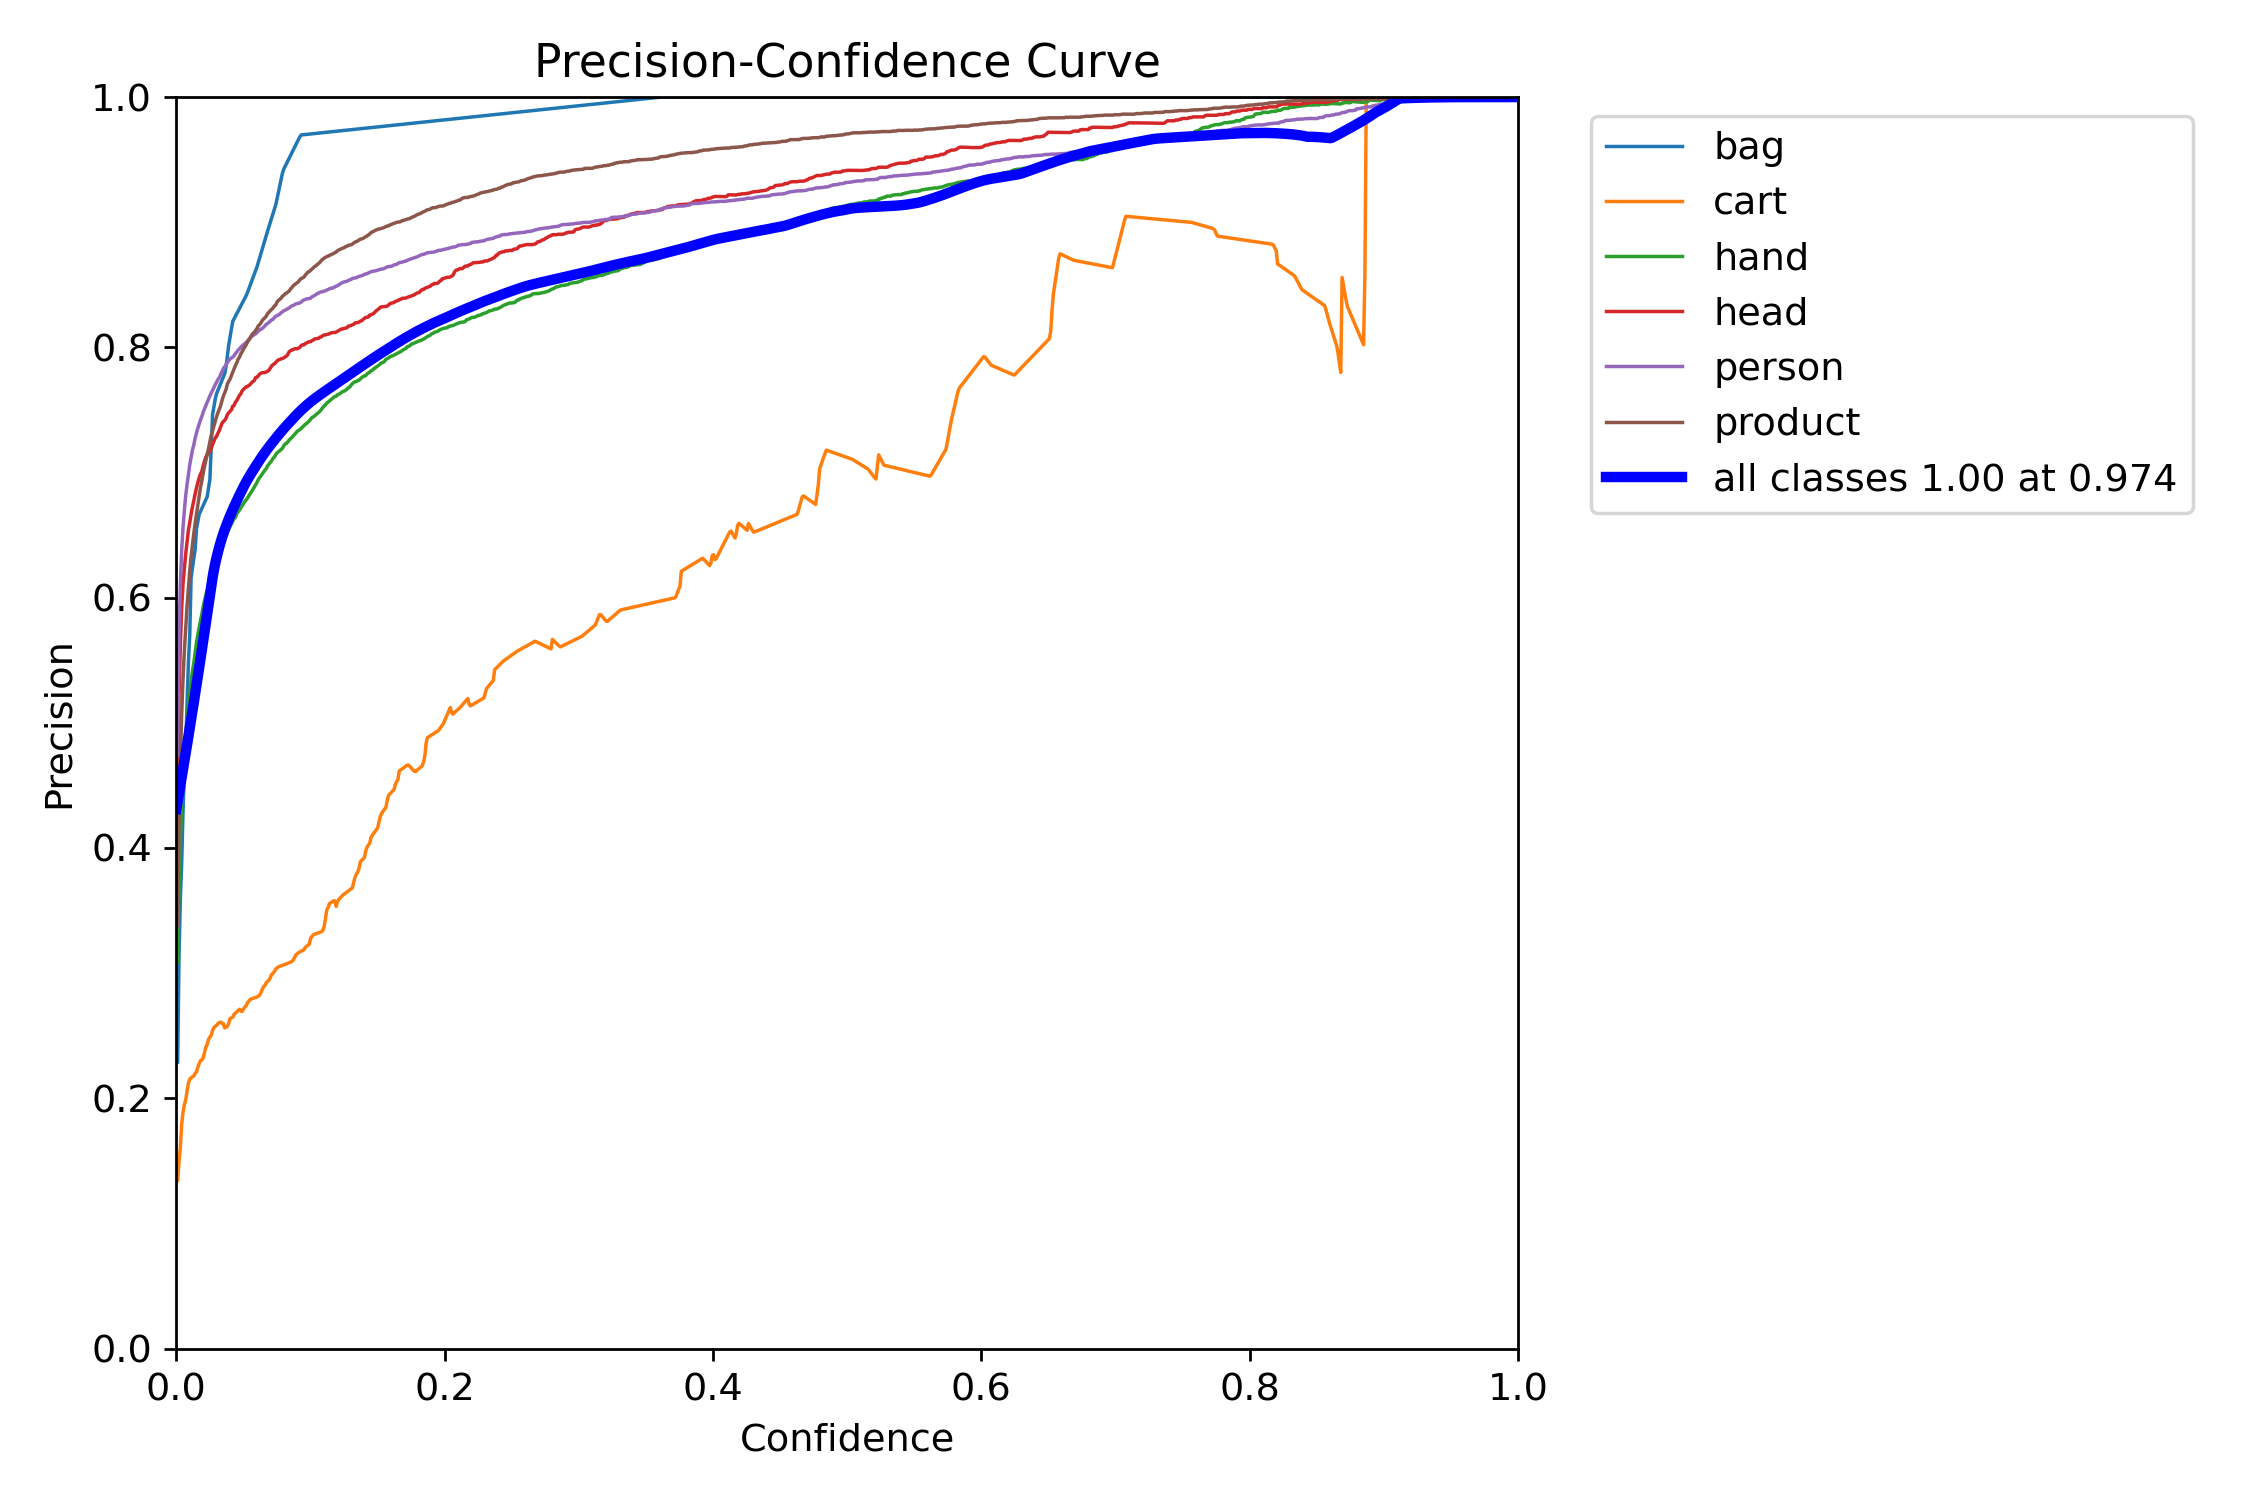 Precision-Confidence Curve
1.0
0.8
0.6
0.4
0.2
0.0
Precision
0.0 0.2 0.4 0.6 0.8 1.0
Confidence
bag
cart
hand
head
person
product
all classes 1.00 at 0.974